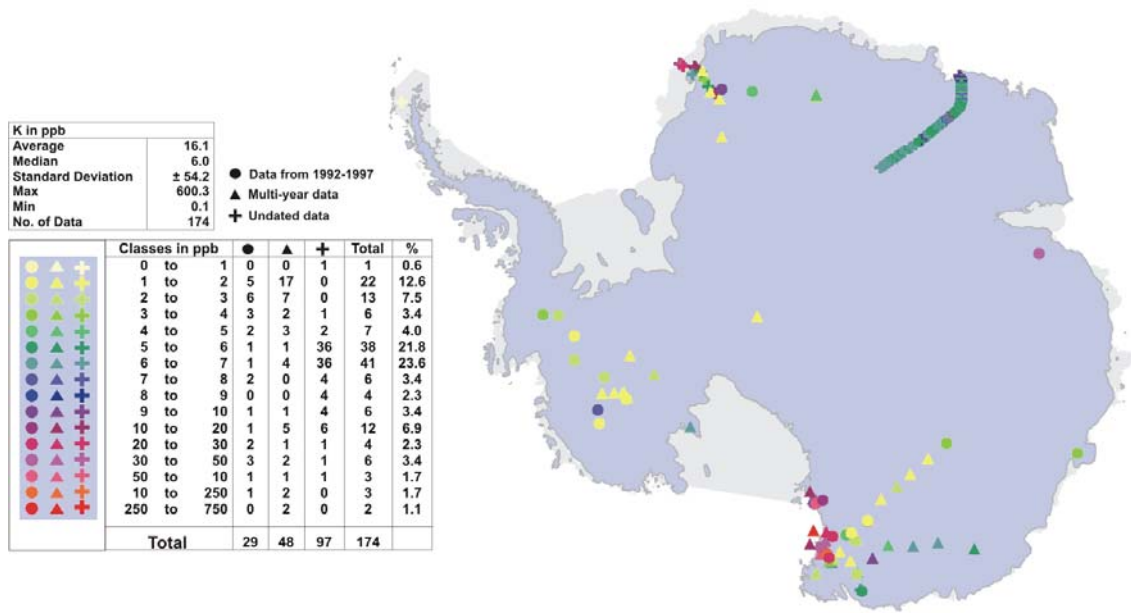 K in ppb
Average 16.1
Median 6.0
Standard Deviation ± 54.2
Max 600.3
Min 0.1
No. of Data 174
● Data from 1992-1997
▲ Multi-year data
+ Undated data
Classes in ppb ● ▲ + Total %
0 to 1 0 0 1 1 0.6
1 to 2 5 17 0 22 12.6
2 to 3 6 7 0 13 7.5
3 to 4 3 2 1 6 3.4
4 to 5 2 3 2 7 4.0
5 to 6 1 1 36 38 21.8
6 to 7 1 4 36 41 23.6
7 to 8 2 0 4 6 3.4
8 to 9 0 0 4 4 2.3
9 to 10 1 1 4 6 3.4
10 to 20 1 5 6 12 6.9
20 to 30 2 1 1 4 2.3
30 to 50 3 2 1 6 3.4
50 to 10 1 1 1 3 1.7
10 to 250 1 2 0 3 1.7
250 to 750 0 2 0 2 1.1
Total 29 48 97 174